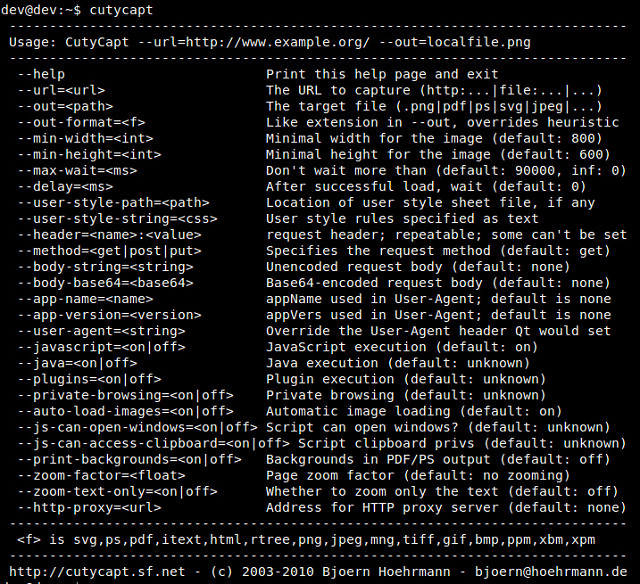 dev@dev:~$ cutycapt
-----------------------------------------------------------------------------
Usage: CutyCapt --url=http://www.example.org/ --out=localfile.png
-----------------------------------------------------------------------------
--help                         Print this help page and exit
--url=<url>                    The URL to capture (http:...|file:...|...)
--out=<path>                   The target file (.png|pdf|ps|svg|jpeg|...)
--out-format=<f>               Like extension in --out, overrides heuristic
--min-width=<int>              Minimal width for the image (default: 800)
--min-height=<int>             Minimal height for the image (default: 600)
--max-wait=<ms>                Don't wait more than (default: 90000, inf: 0)
--delay=<ms>                   After successful load, wait (default: 0)
--user-style-path=<path>       Location of user style sheet file, if any
--user-style-string=<css>      User style rules specified as text
--header=<name>:<value>        request header; repeatable; some can't be set
--method=<get|post|put>        Specifies the request method (default: get)
--body-string=<string>         Unencoded request body (default: none)
--body-base64=<base64>         Base64-encoded request body (default: none)
--app-name=<name>              appName used in User-Agent; default is none
--app-version=<version>        appVers used in User-Agent; default is none
--user-agent=<string>          Override the User-Agent header Qt would set
--javascript=<on|off>          JavaScript execution (default: on)
--java=<on|off>                Java execution (default: unknown)
--plugins=<on|off>             Plugin execution (default: unknown)
--private-browsing=<on|off>    Private browsing (default: unknown)
--auto-load-images=<on|off>    Automatic image loading (default: on)
--js-can-open-windows=<on|off> Script can open windows? (default: unknown)
--js-can-access-clipboard=<on|off> Script clipboard privs (default: unknown)
--print-backgrounds=<on|off>   Backgrounds in PDF/PS output (default: off)
--zoom-factor=<float>          Page zoom factor (default: no zooming)
--zoom-text-only=<on|off>      Whether to zoom only the text (default: off)
--http-proxy=<url>             Address for HTTP proxy server (default: none)
-----------------------------------------------------------------------------
<f> is svg,ps,pdf,itext,html,rtree,png,jpeg,mng,tiff,gif,bmp,ppm,xbm,xpm
-----------------------------------------------------------------------------
http://cutycapt.sf.net - (c) 2003-2010 Bjoern Hoehrmann - bjoern@hoehrmann.de